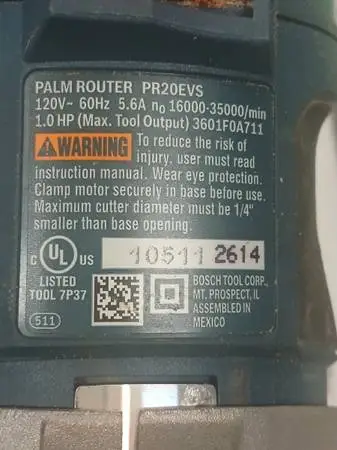 PALM ROUTER PR20EVS
120V~ 60Hz 5.6A n0 16000-35000/min
1.0 HP (Max. Tool Output) 3601F0A711
WARNING To reduce the risk of
injury, user must read
instruction manual. Wear eye protection.
Clamp motor securely in base before use.
Maximum cutter diameter must be 1/4"
smaller than base opening.
C UL US
LISTED
TOOL 7P37
10511 2614
BOSCH TOOL CORP.
MT. PROSPECT, IL
ASSEMBLED IN
MEXICO
511